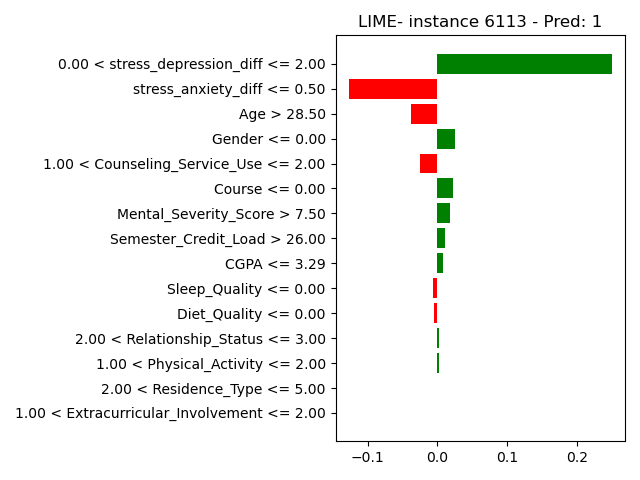 LIME- instance 6113 - Pred: 1
0.00 < stress_depression_diff <= 2.00
stress_anxiety_diff <= 0.50
Age > 28.50
Gender <= 0.00
1.00 < Counseling_Service_Use <= 2.00
Course <= 0.00
Mental_Severity_Score > 7.50
Semester_Credit_Load > 26.00
CGPA <= 3.29
Sleep_Quality <= 0.00
Diet_Quality <= 0.00
2.00 < Relationship_Status <= 3.00
1.00 < Physical_Activity <= 2.00
2.00 < Residence_Type <= 5.00
1.00 < Extracurricular_Involvement <= 2.00
−0.1 0.0 0.1 0.2